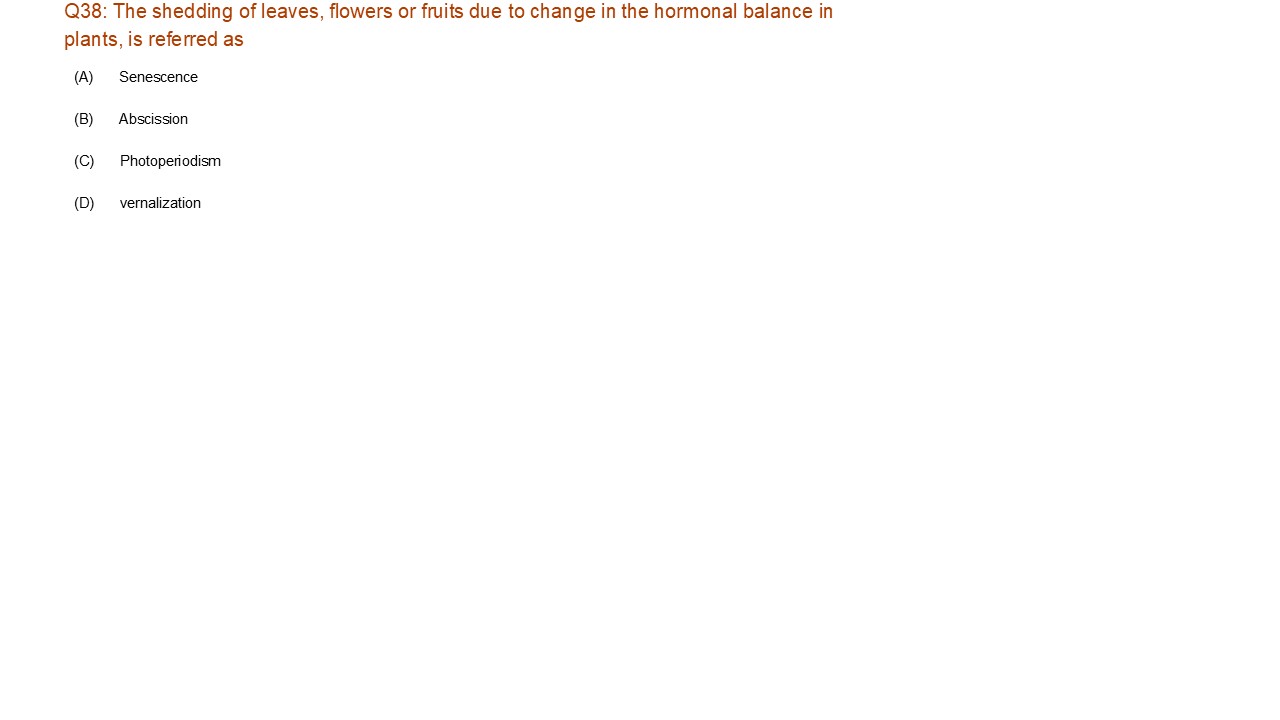 Q38: The shedding of leaves, flowers or fruits due to change in the hormonal balance in
plants, is referred as
(A) Senescence
(B) Abscission
(C) Photoperiodism
(D) vernalization